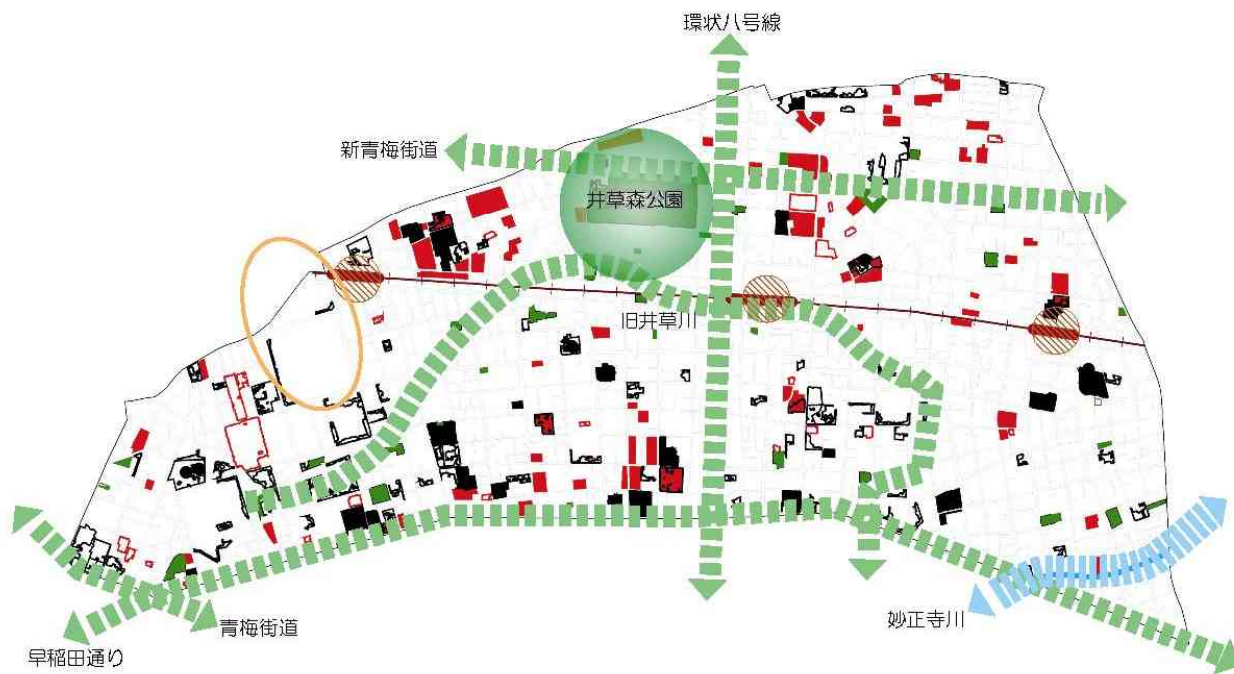 環状八号線
新青梅街道
井草森公園
旧井草川
青梅街道
早稲田通り
妙正寺川